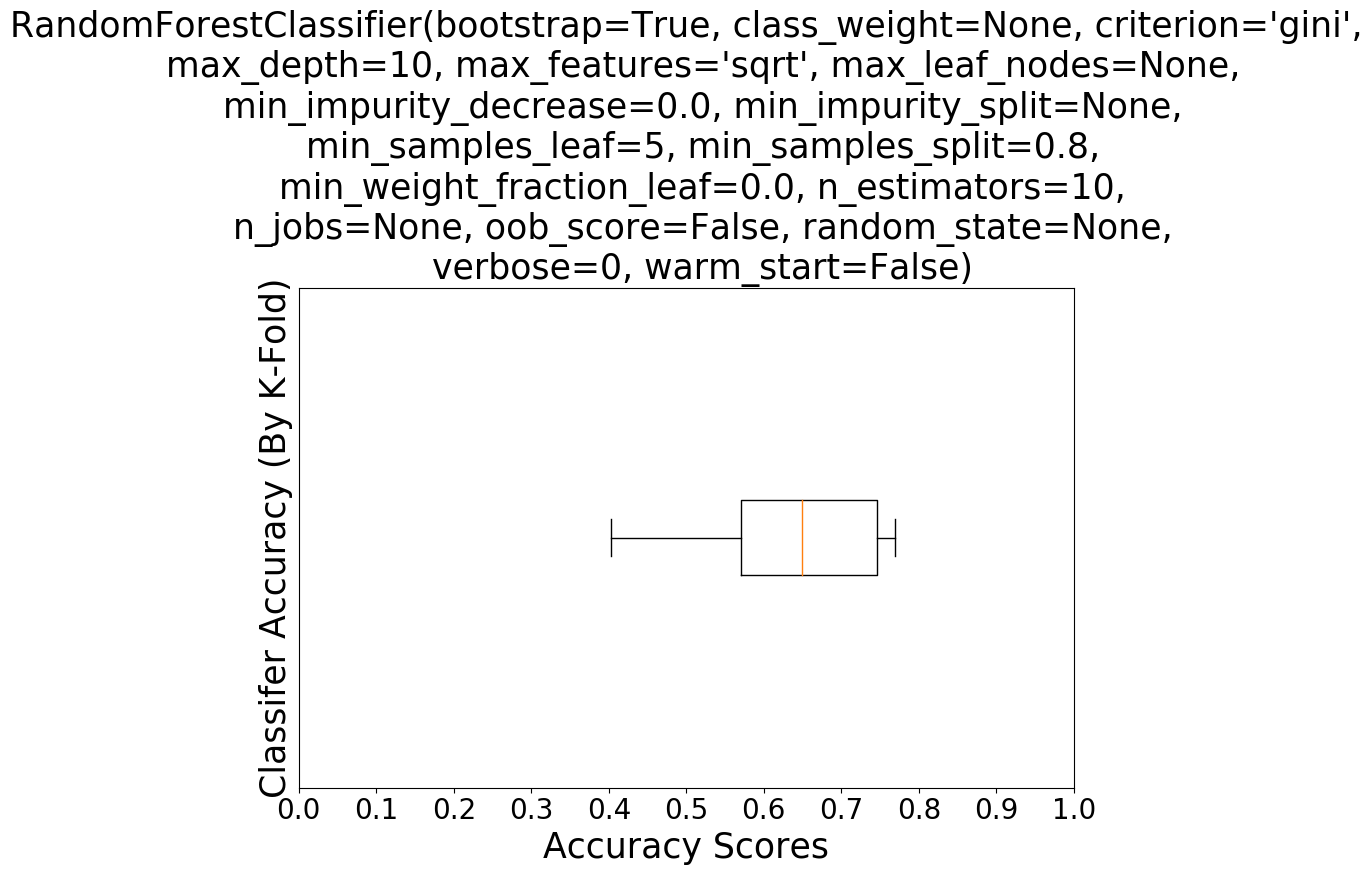 RandomForestClassifier(bootstrap=True, class_weight=None, criterion='gini',
max_depth=10, max_features='sqrt', max_leaf_nodes=None,
min_impurity_decrease=0.0, min_impurity_split=None,
min_samples_leaf=5, min_samples_split=0.8,
min_weight_fraction_leaf=0.0, n_estimators=10,
n_jobs=None, oob_score=False, random_state=None,
verbose=0, warm_start=False)
Classifer Accuracy (By K-Fold)
0.0 0.1 0.2 0.3 0.4 0.5 0.6 0.7 0.8 0.9 1.0
Accuracy Scores